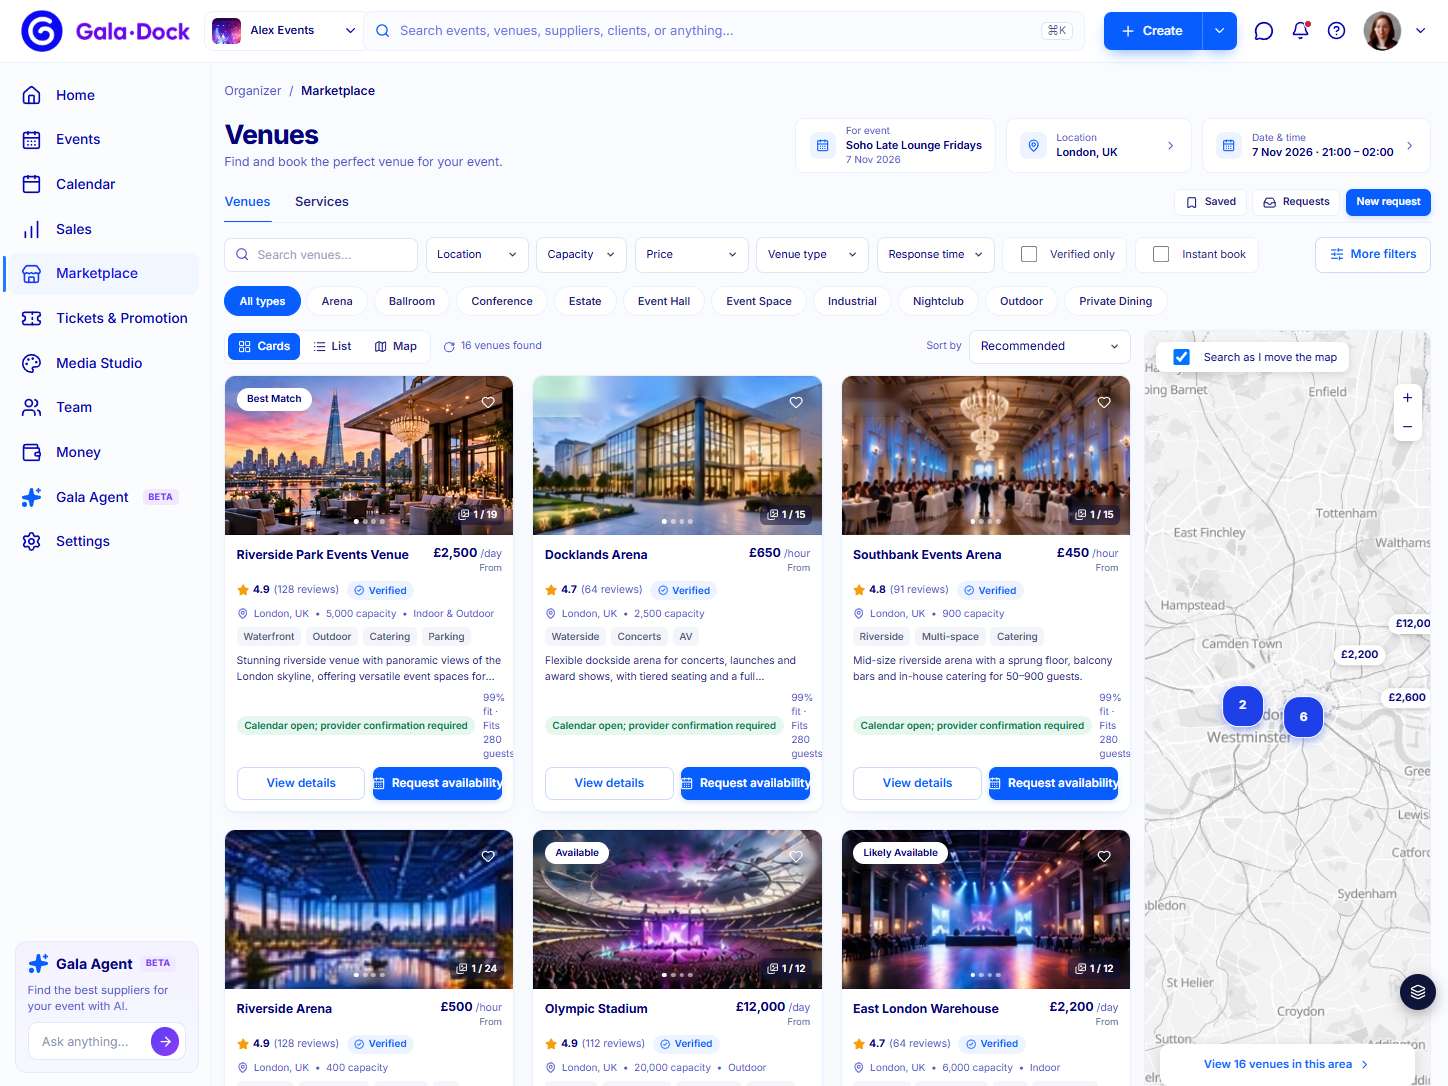 Gala·Dock
Alex Events
Search events, venues, suppliers, clients, or anything...
⌘K
Create
Home
Events
Calendar
Sales
Marketplace
Tickets & Promotion
Media Studio
Team
Money
Gala Agent BETA
Settings
Gala Agent BETA
Find the best suppliers for
your event with AI.
Ask anything...
Organizer / Marketplace
Venues
Find and book the perfect venue for your event.
For event
Soho Late Lounge Fridays
7 Nov 2026
Location
London, UK
Date & time
7 Nov 2026 · 21:00 – 02:00
Venues
Services
Saved
Requests
New request
Search venues...
Location
Capacity
Price
Venue type
Response time
Verified only
Instant book
More filters
All types
Arena
Ballroom
Conference
Estate
Event Hall
Event Space
Industrial
Nightclub
Outdoor
Private Dining
Cards
List
Map
16 venues found
Sort by
Recommended
Best Match
1 / 19
Riverside Park Events Venue
£2,500 /day
From
4.9 (128 reviews)
Verified
London, UK • 5,000 capacity • Indoor & Outdoor
Waterfront
Outdoor
Catering
Parking
Stunning riverside venue with panoramic views of the
London skyline, offering versatile event spaces for...
Calendar open; provider confirmation required
99%
fit ·
Fits
280
guests
View details
Request availability
1 / 15
Docklands Arena
£650 /hour
From
4.7 (64 reviews)
Verified
London, UK • 2,500 capacity
Waterside
Concerts
AV
Flexible dockside arena for concerts, launches and
award shows, with tiered seating and a full...
Calendar open; provider confirmation required
99%
fit ·
Fits
280
guests
View details
Request availability
1 / 15
Southbank Events Arena
£450 /hour
From
4.8 (91 reviews)
Verified
London, UK • 900 capacity
Riverside
Multi-space
Catering
Mid-size riverside arena with a sprung floor, balcony
bars and in-house catering for 50–900 guests.
Calendar open; provider confirmation required
99%
fit ·
Fits
280
guests
View details
Request availability
1 / 24
Riverside Arena
£500 /hour
From
4.9 (128 reviews)
Verified
London, UK • 400 capacity
Available
1 / 12
Olympic Stadium
£12,000 /day
From
4.9 (112 reviews)
Verified
London, UK • 20,000 capacity • Outdoor
Likely Available
1 / 12
East London Warehouse
£2,200 /day
From
4.7 (64 reviews)
Verified
London, UK • 6,000 capacity • Indoor
Search as I move the map
ping Barnet
Enfield
+
−
Tottenham
East Finchley
Walthams
Hampstead
£12,00
Camden Town
£2,200
£2,600
2
6
Westminster
Gree
Lewis
Catfor
Sydenham
bledon
St Helier
Croydon
Sutton
View 16 venues in this area